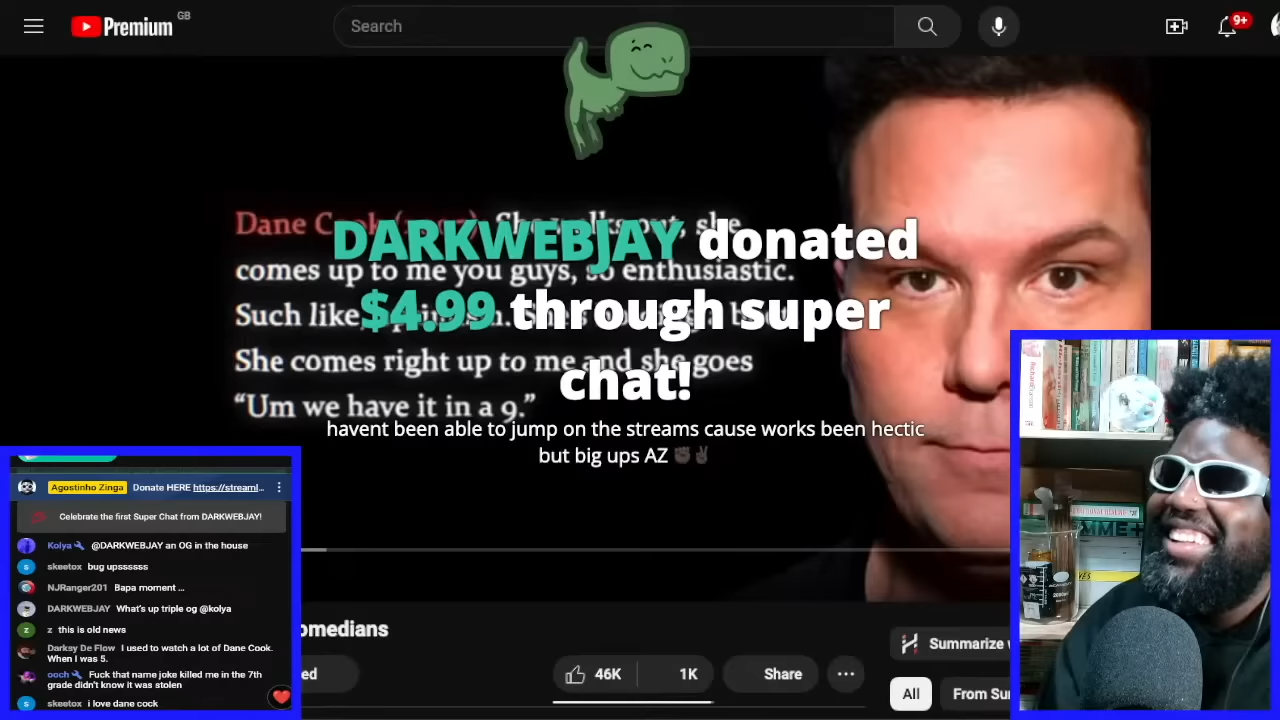 Premium GB
Search
9+
Dane Cook
she
comes up to me you guys, so enthusiastic.
Such like
She comes right up to me and she goes
"Um we have it in a 9."
DARKWEBJAY donated
$4.99 through super
chat!
havent been able to jump on the streams cause works been hectic
but big ups AZ ✊🏿✌🏿
Agostinho Zinga Donate HERE https://streaml...
Celebrate the first Super Chat from DARKWEBJAY!
Kolya @DARKWEBJAY an OG in the house
skeetox bug upssssss
NJRanger201 Bapa moment ...
DARKWEBJAY What's up triple og @kolya
z this is old news
Darksy De Flow I used to watch a lot of Dane Cook.
When I was 5.
ooch Fuck that name joke killed me in the 7th
grade didn't know it was stolen
skeetox i love dane cock
omedians
ed
46K
1K
Share
Summarize
All
From Su